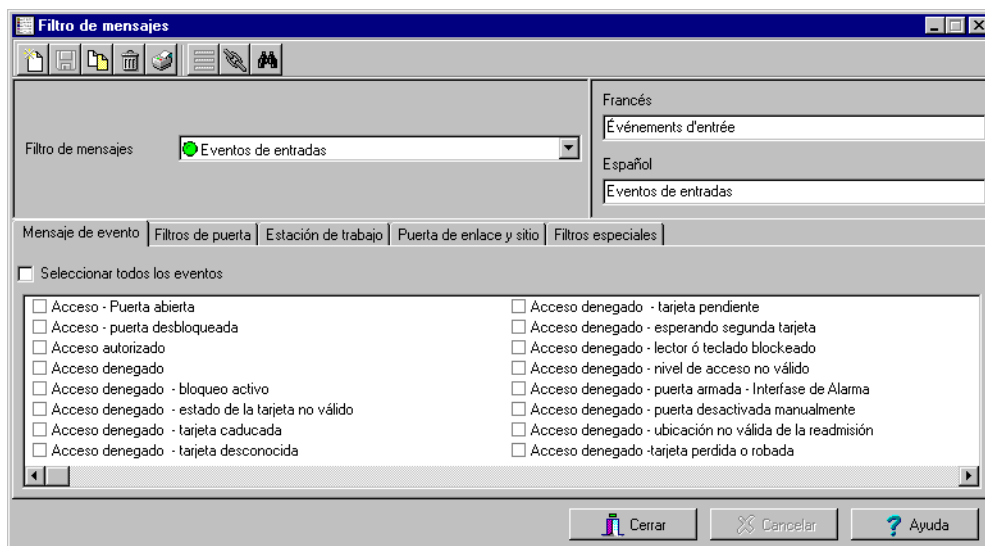 Filtro de mensajes
Francés
Événements d'entrée
Filtro de mensajes
Eventos de entradas
Español
Eventos de entradas
Mensaje de evento Filtros de puerta Estación de trabajo Puerta de enlace y sitio Filtros especiales
Seleccionar todos los eventos
Acceso - Puerta abierta
Acceso - puerta desbloqueada
Acceso autorizado
Acceso denegado
Acceso denegado - bloqueo activo
Acceso denegado - estado de la tarjeta no válido
Acceso denegado - tarjeta caducada
Acceso denegado - tarjeta desconocida
Acceso denegado - tarjeta pendiente
Acceso denegado - esperando segunda tarjeta
Acceso denegado - lector ó teclado blockeado
Acceso denegado - nivel de acceso no válido
Acceso denegado - puerta armada - Interfase de Alarma
Acceso denegado - puerta desactivada manualmente
Acceso denegado - ubicación no válida de la readmisión
Acceso denegado -tarjeta perdida o robada
Cerrar Cancelar Ayuda